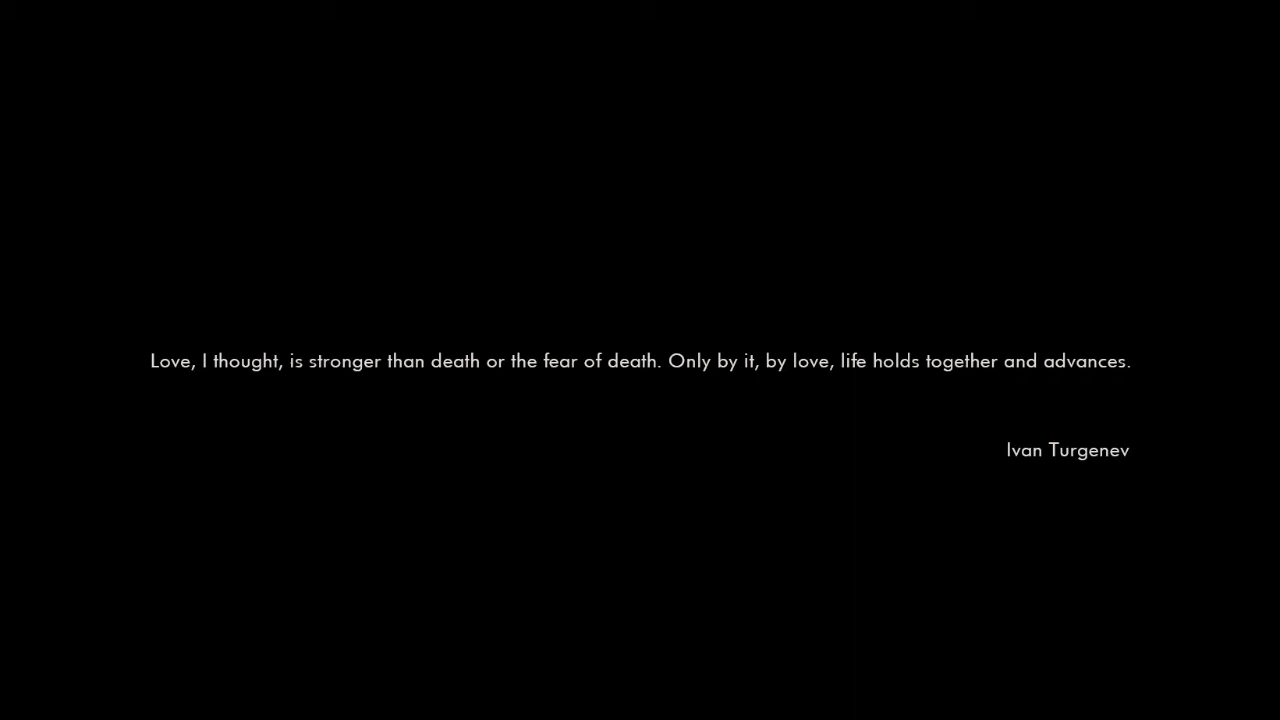 Love, I thought, is stronger than death or the fear of death. Only by it, by love, life holds together and advances.
Ivan Turgenev